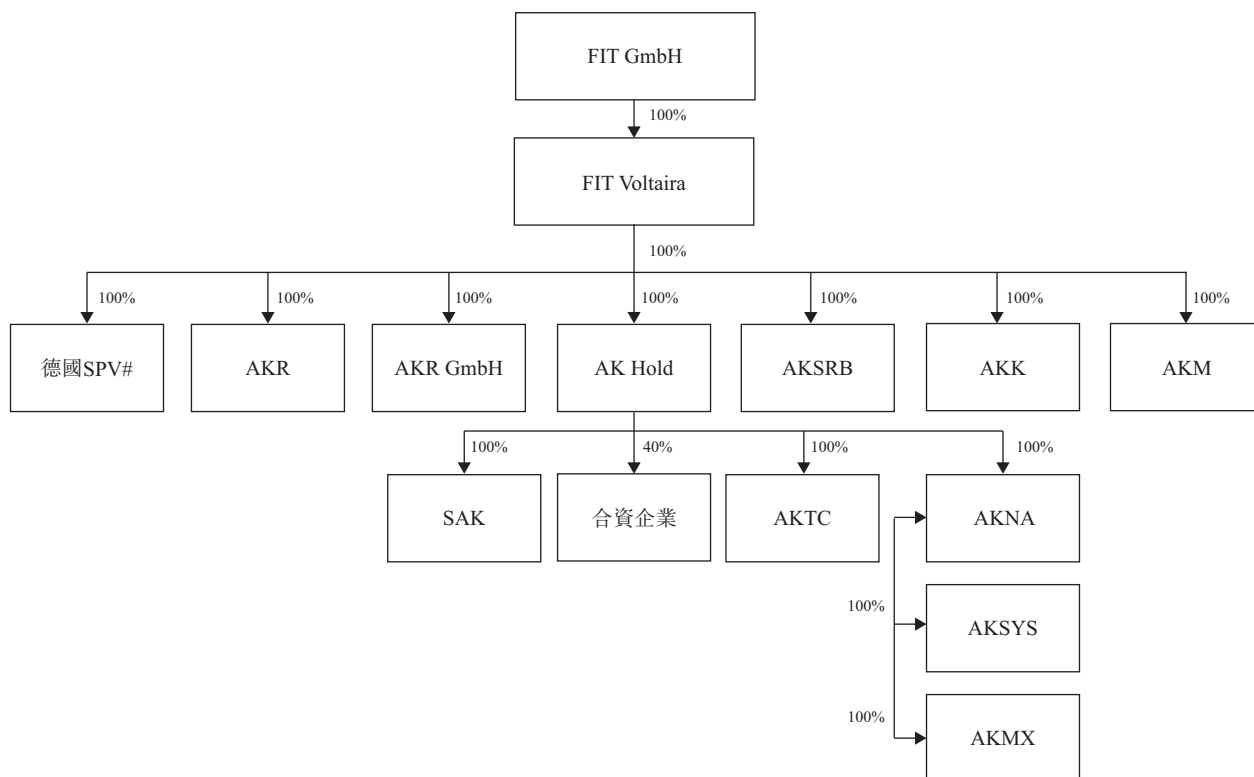 FIT GmbH
100%
FIT Voltaira
100%
100%
100%
100%
100%
100%
100%
100%
德國SPV#
AKR
AKR GmbH
AK Hold
AKSRB
AKK
AKM
100%
40%
100%
100%
SAK
合資企業
AKTC
AKNA
100%
AKSYS
100%
AKMX